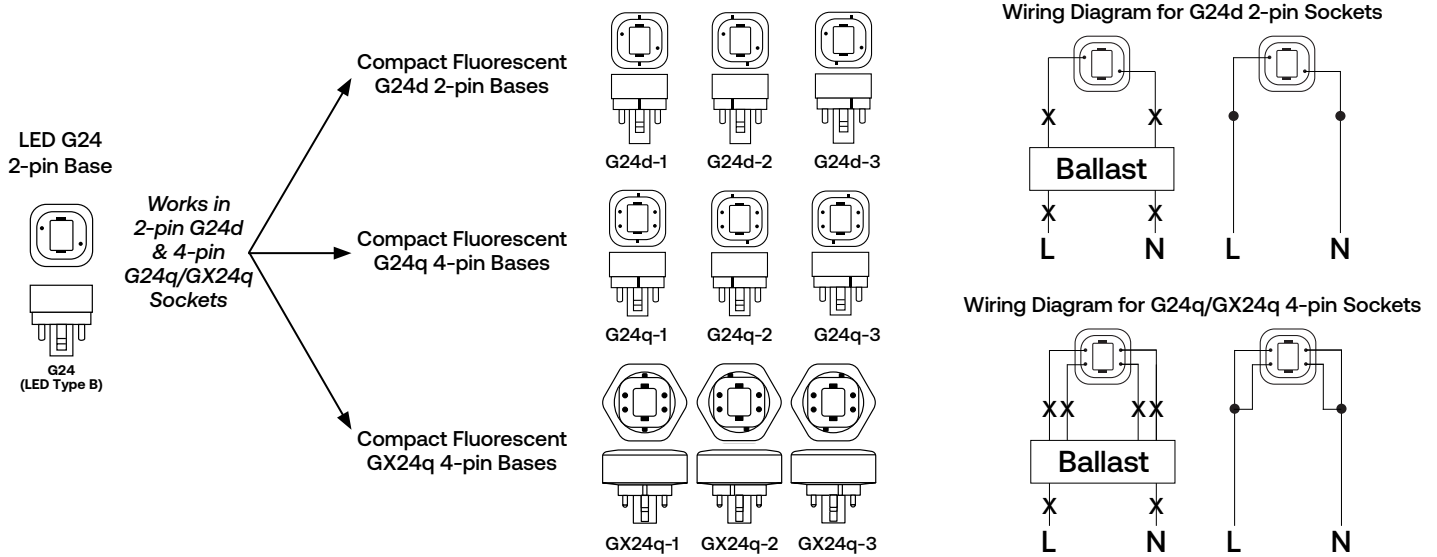 LED G24
2-pin Base
G24
(LED Type B)
Works in
2-pin G24d
& 4-pin
G24q/GX24q
Sockets
Compact Fluorescent
G24d 2-pin Bases
G24d-1 G24d-2 G24d-3
Compact Fluorescent
G24q 4-pin Bases
G24q-1 G24q-2 G24q-3
Compact Fluorescent
GX24q 4-pin Bases
GX24q-1 GX24q-2 GX24q-3
Wiring Diagram for G24d 2-pin Sockets
X X
Ballast
X X
L N L N
Wiring Diagram for G24q/GX24q 4-pin Sockets
XX XX
Ballast
X X
L N L N